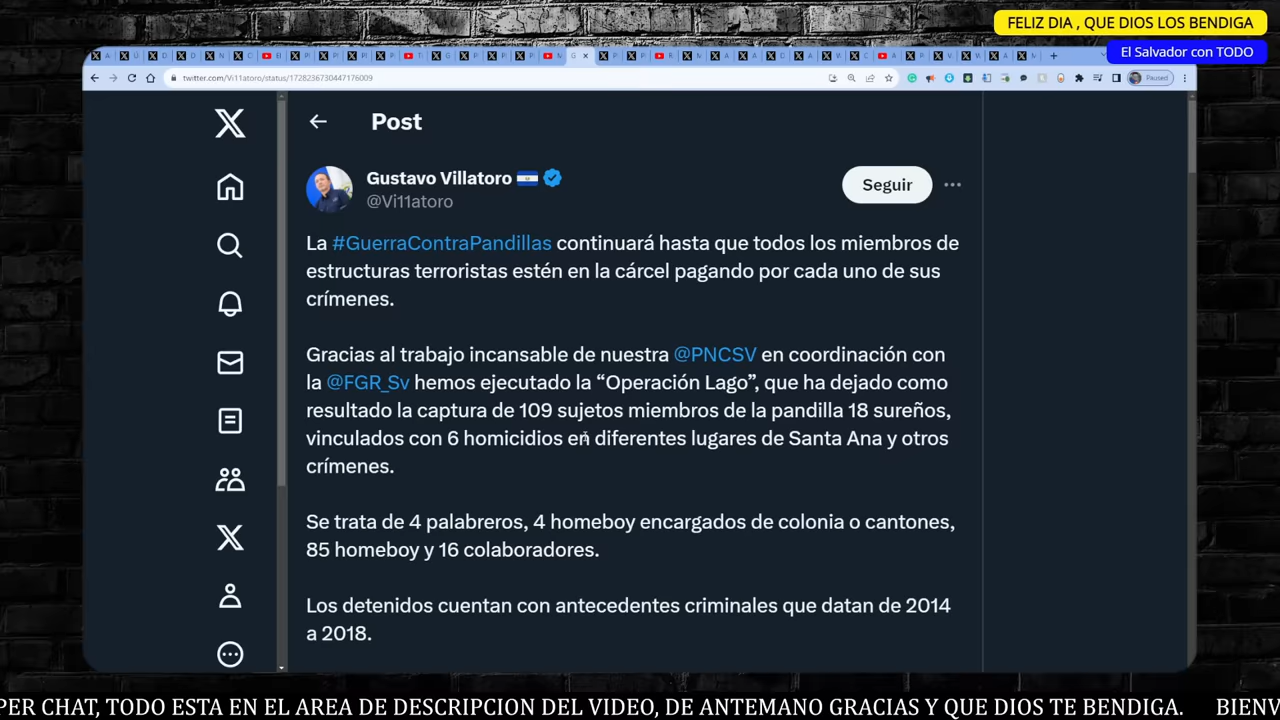 FELIZ DIA , QUE DIOS LOS BENDIGA
El Salvador con TODO
twitter.com/Vi11atoro/status/1728236730447176009
Paused
Post
Gustavo Villatoro
@Vi11atoro
Seguir
La #GuerraContraPandillas continuará hasta que todos los miembros de
estructuras terroristas estén en la cárcel pagando por cada uno de sus
crímenes.
Gracias al trabajo incansable de nuestra @PNCSV en coordinación con
la @FGR_Sv hemos ejecutado la “Operación Lago”, que ha dejado como
resultado la captura de 109 sujetos miembros de la pandilla 18 sureños,
vinculados con 6 homicidios en diferentes lugares de Santa Ana y otros
crímenes.
Se trata de 4 palabreros, 4 homeboy encargados de colonia o cantones,
85 homeboy y 16 colaboradores.
Los detenidos cuentan con antecedentes criminales que datan de 2014
a 2018.
PER CHAT, TODO ESTA EN EL AREA DE DESCRIPCION DEL VIDEO, DE ANTEMANO GRACIAS Y QUE DIOS TE BENDIGA. BIENV